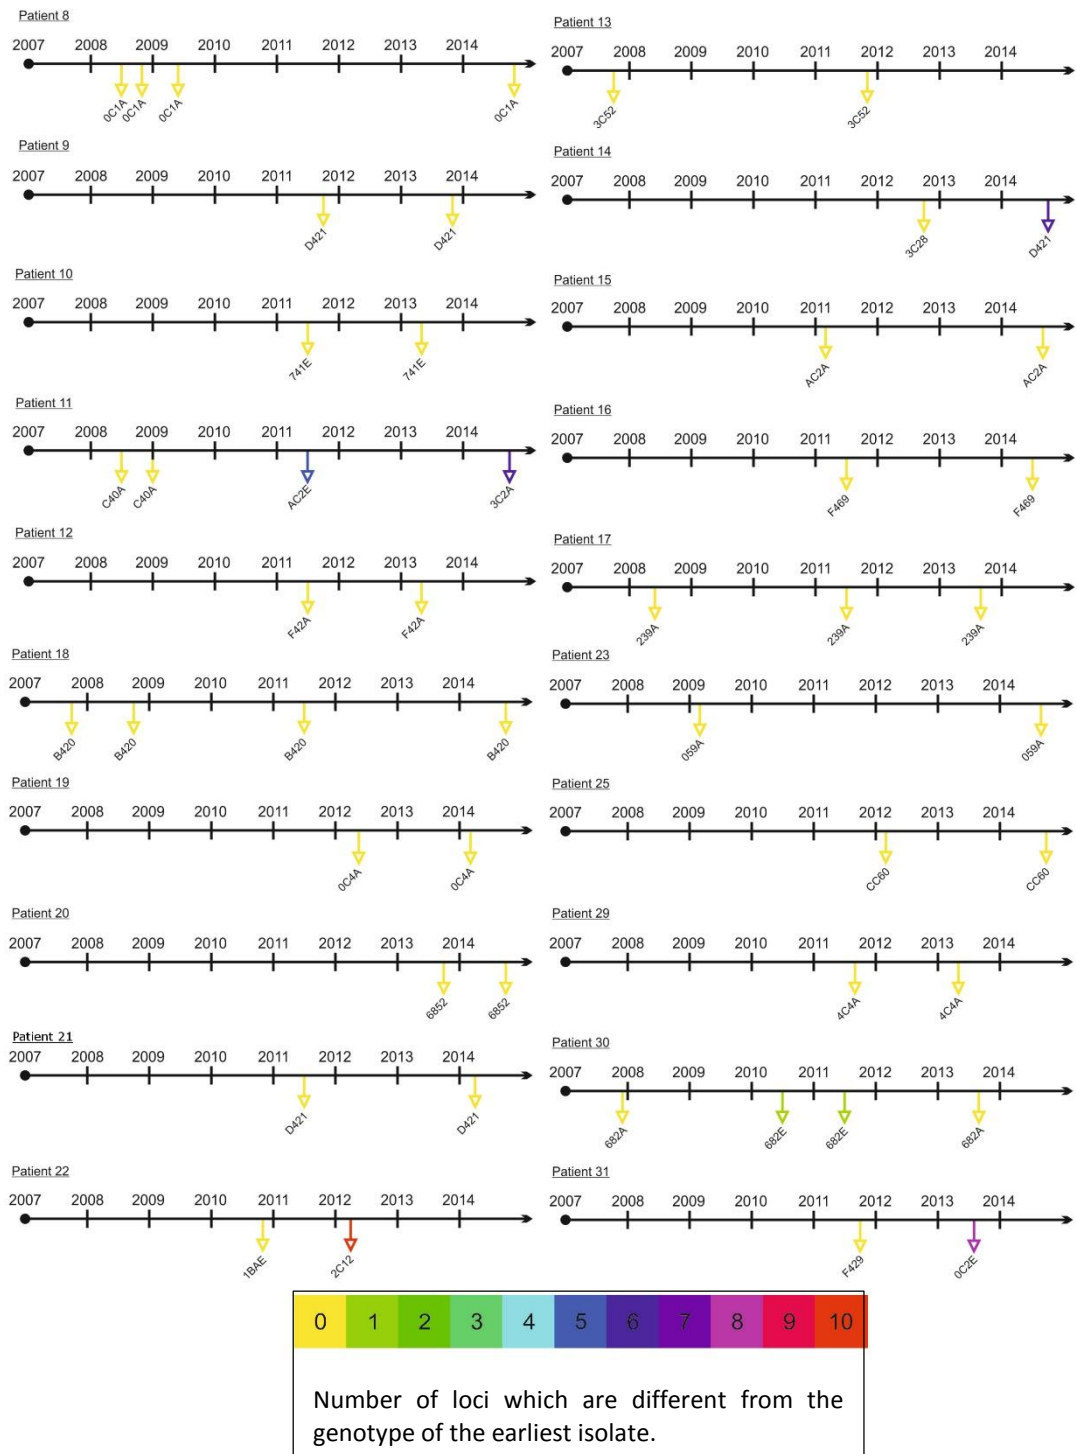 Patient 8
2007 2008 2009 2010 2011 2012 2013 2014
0C1A 0C1A 0C1A 0C1A
Patient 9
2007 2008 2009 2010 2011 2012 2013 2014
D421 D421
Patient 10
2007 2008 2009 2010 2011 2012 2013 2014
741E 741E
Patient 11
2007 2008 2009 2010 2011 2012 2013 2014
C40A C40A AC2E 3C2A
Patient 12
2007 2008 2009 2010 2011 2012 2013 2014
F42A F42A
Patient 18
2007 2008 2009 2010 2011 2012 2013 2014
B420 B420 B420 B420
Patient 19
2007 2008 2009 2010 2011 2012 2013 2014
0C4A 0C4A
Patient 20
2007 2008 2009 2010 2011 2012 2013 2014
6852 6852
Patient 21
2007 2008 2009 2010 2011 2012 2013 2014
D421 D421
Patient 22
2007 2008 2009 2010 2011 2012 2013 2014
1BAE 2C12
Patient 13
2007 2008 2009 2010 2011 2012 2013 2014
3C52 3C52
Patient 14
2007 2008 2009 2010 2011 2012 2013 2014
3C28 D421
Patient 15
2007 2008 2009 2010 2011 2012 2013 2014
AC2A AC2A
Patient 16
2007 2008 2009 2010 2011 2012 2013 2014
F469 F469
Patient 17
2007 2008 2009 2010 2011 2012 2013 2014
239A 239A 239A
Patient 23
2007 2008 2009 2010 2011 2012 2013 2014
059A 059A
Patient 25
2007 2008 2009 2010 2011 2012 2013 2014
CC60 CC60
Patient 29
2007 2008 2009 2010 2011 2012 2013 2014
4C4A 4C4A
Patient 30
2007 2008 2009 2010 2011 2012 2013 2014
682A 682E 682E 682A
Patient 31
2007 2008 2009 2010 2011 2012 2013 2014
F429 0C2E
0 1 2 3 4 5 6 7 8 9 10
Number of loci which are different from the
genotype of the earliest isolate.